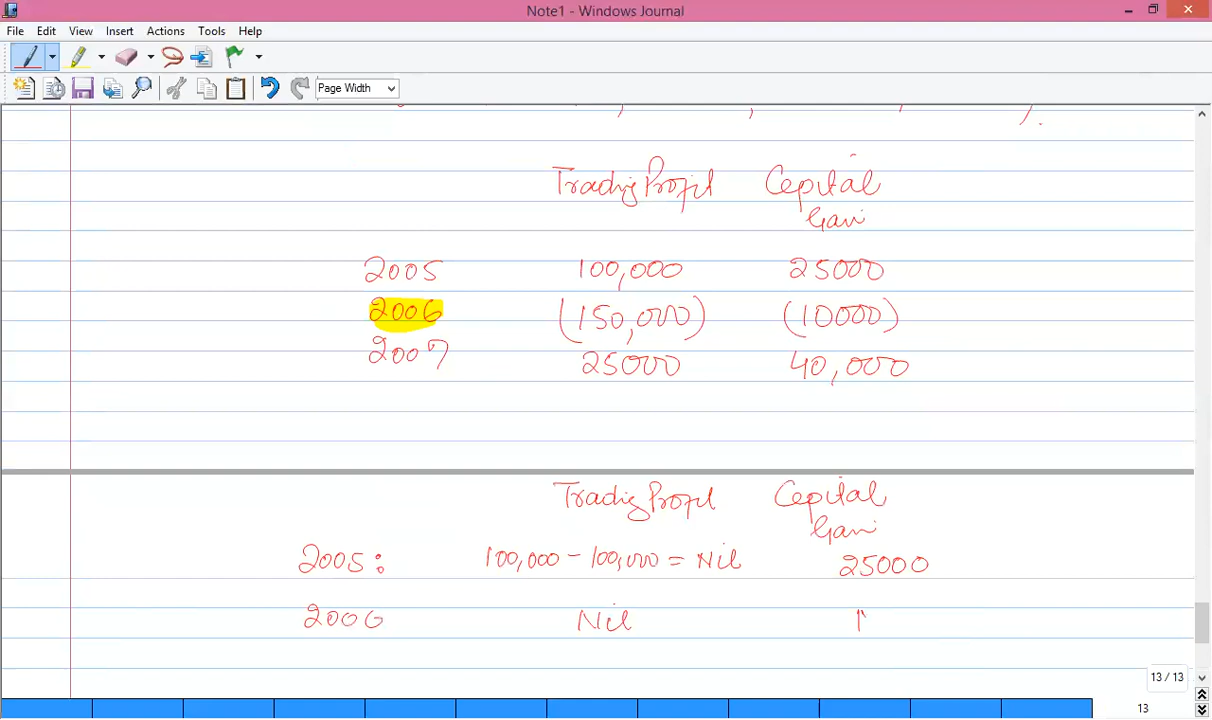 Note1 - Windows Journal
File Edit View Insert Actions Tools Help
Page Width
Trading Profit Capital
Gain
2005 100,000 25000
2006 (150,000) (10000)
2007 25000 40,000
Trading Profit Capital
Gain
2005: 100,000 - 100,000 = Nil 25000
2006 Nil
13 / 13
13